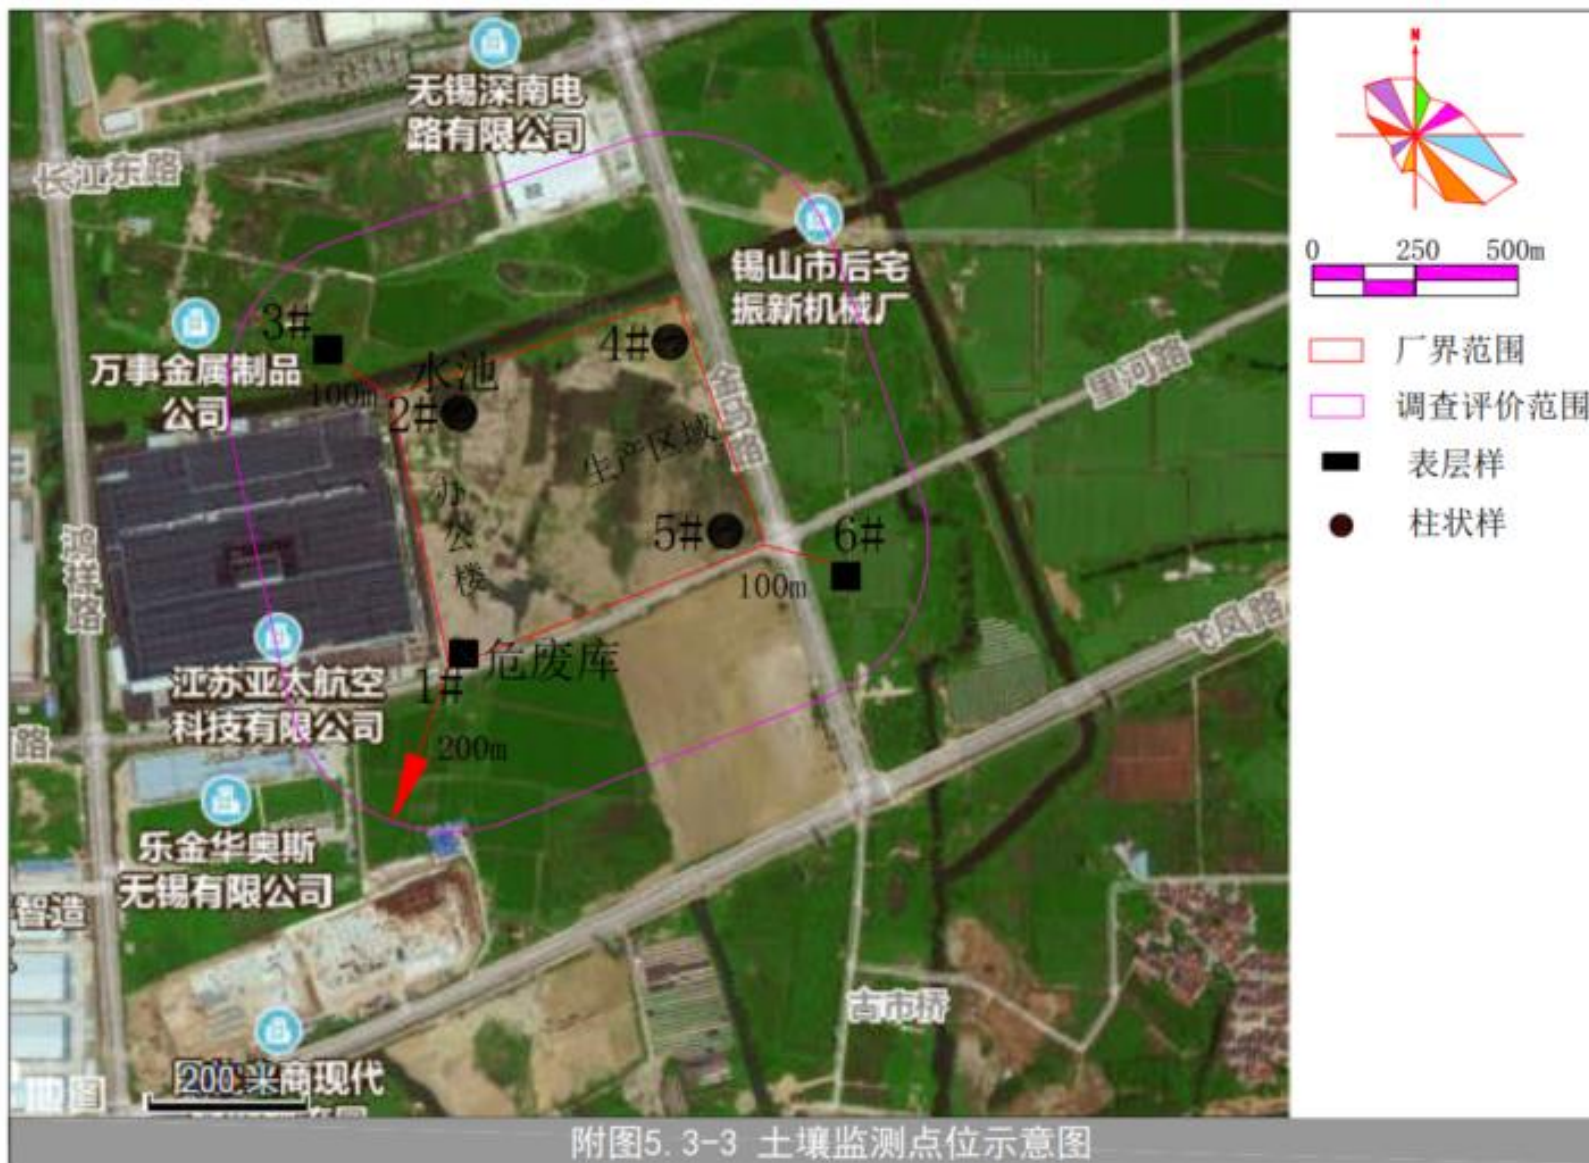 N
无锡深南电
路有限公司
长江东路
0 250 500m
锡山市后宅
振新机械厂
3#
厂界范围
万事金属制品
公司
水池
4#
里河路
100m
2#
调查评价范围
生产区域
表层样
办公楼
5#
6#
柱状样
鸿祥路
100m
飞凤路
危废库
1#
江苏亚太航空
科技有限公司
路
200m
乐金华奥斯
无锡有限公司
智造
古市桥
200 米商现代
附图5.3-3 土壤监测点位示意图